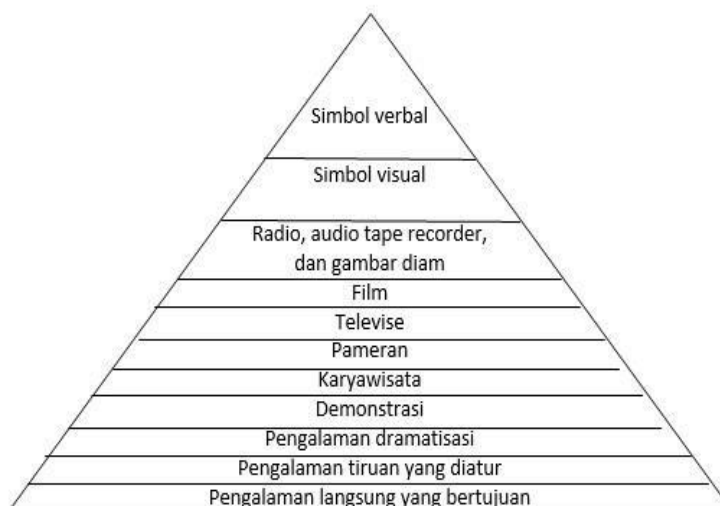 Simbol verbal
Simbol visual
Radio, audio tape recorder,
dan gambar diam
Film
Televise
Pameran
Karyawisata
Demonstrasi
Pengalaman dramatisasi
Pengalaman tiruan yang diatur
Pengalaman langsung yang bertujuan